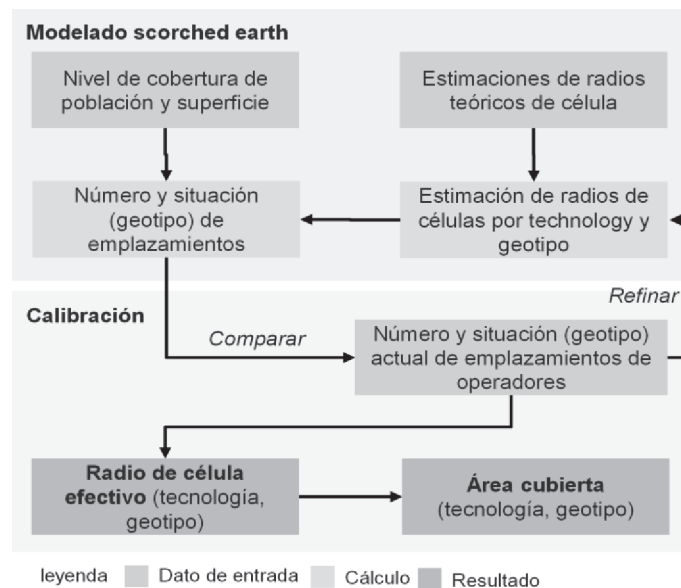 Modelado scorched earth
Nivel de cobertura de
población y superficie
Estimaciones de radios
teóricos de célula
Número y situación
(geotipo) de
emplazamientos
Estimación de radios de
células por technology y
geotipo
Refinar
Calibración
Comparar
Número y situación (geotipo)
actual de emplazamientos de
operadores
Radio de célula
efectivo (tecnología,
geotipo)
Área cubierta
(tecnología, geotipo)
leyenda Dato de entrada Cálculo Resultado